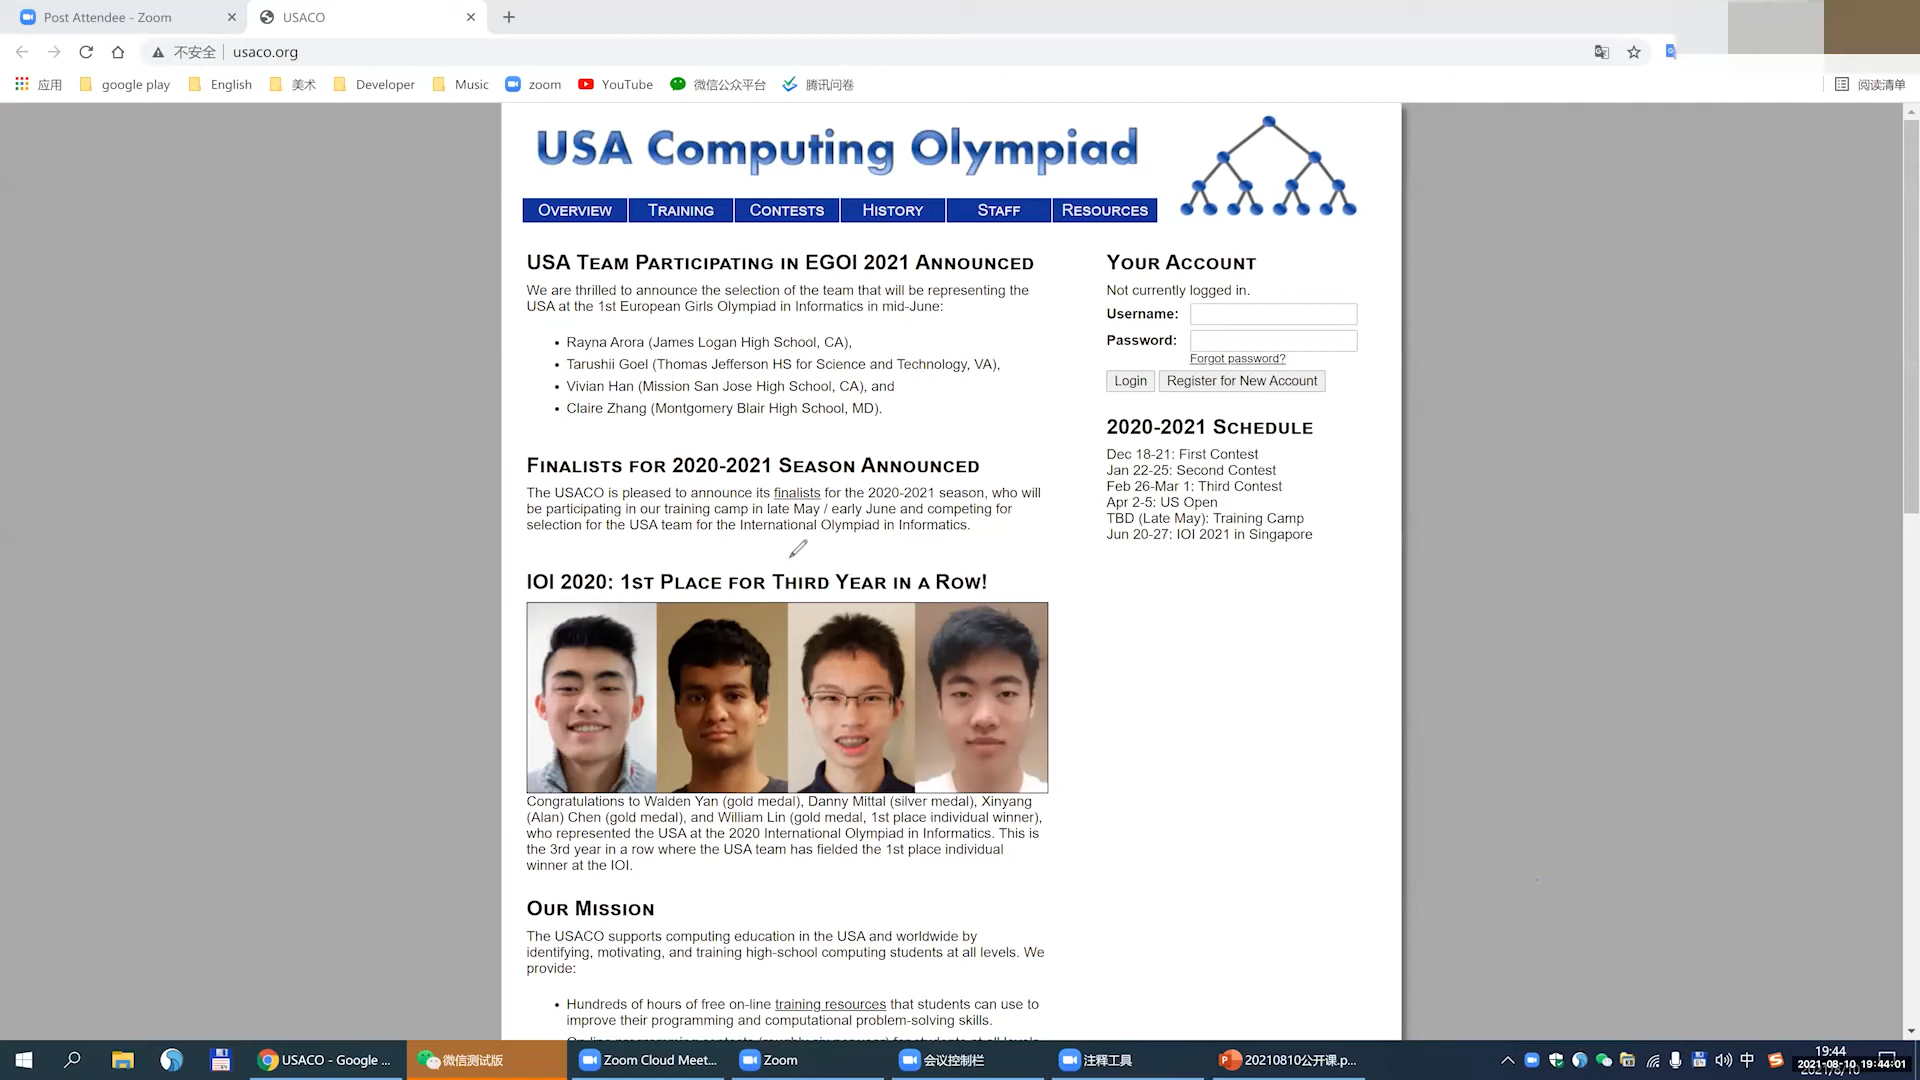 Post Attendee - Zoom
USACO
不安全
usaco.org
应用
google play
English
美术
Developer
Music
zoom
YouTube
微信公众平台
腾讯问卷
阅读清单
USA Computing Olympiad
OVERVIEW
TRAINING
CONTESTS
HISTORY
STAFF
RESOURCES
USA TEAM PARTICIPATING IN EGOI 2021 ANNOUNCED
We are thrilled to announce the selection of the team that will be representing the
USA at the 1st European Girls Olympiad in Informatics in mid-June:
• Rayna Arora (James Logan High School, CA),
• Tarushii Goel (Thomas Jefferson HS for Science and Technology, VA),
• Vivian Han (Mission San Jose High School, CA), and
• Claire Zhang (Montgomery Blair High School, MD).
FINALISTS FOR 2020-2021 SEASON ANNOUNCED
The USACO is pleased to announce its finalists for the 2020-2021 season, who will
be participating in our training camp in late May / early June and competing for
selection for the USA team for the International Olympiad in Informatics.
IOI 2020: 1ST PLACE FOR THIRD YEAR IN A ROW!
Congratulations to Walden Yan (gold medal), Danny Mittal (silver medal), Xinyang
(Alan) Chen (gold medal), and William Lin (gold medal, 1st place individual winner),
who represented the USA at the 2020 International Olympiad in Informatics. This is
the 3rd year in a row where the USA team has fielded the 1st place individual
winner at the IOI.
OUR MISSION
The USACO supports computing education in the USA and worldwide by
identifying, motivating, and training high-school computing students at all levels. We
provide:
• Hundreds of hours of free on-line training resources that students can use to
improve their programming and computational problem-solving skills.
YOUR ACCOUNT
Not currently logged in.
Username:
Password:
Forgot password?
Login
Register for New Account
2020-2021 SCHEDULE
Dec 18-21: First Contest
Jan 22-25: Second Contest
Feb 26-Mar 1: Third Contest
Apr 2-5: US Open
TBD (Late May): Training Camp
Jun 20-27: IOI 2021 in Singapore
USACO - Google ...
微信测试版
Zoom Cloud Meet...
Zoom
会议控制栏
注释工具
20210810公开课.p...
中
19:44
2021-08-10 19:44:01